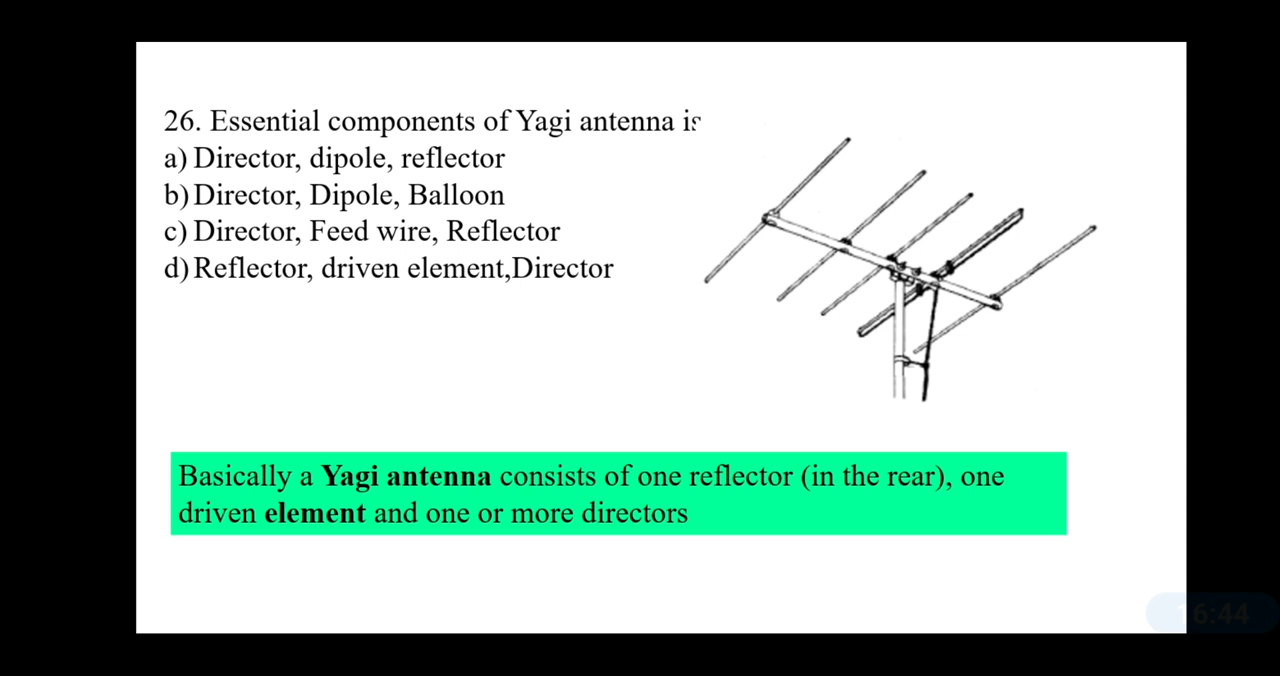 26. Essential components of Yagi antenna is
a) Director, dipole, reflector
b) Director, Dipole, Balloon
c) Director, Feed wire, Reflector
d) Reflector, driven element,Director
Basically a Yagi antenna consists of one reflector (in the rear), one
driven element and one or more directors
16:44